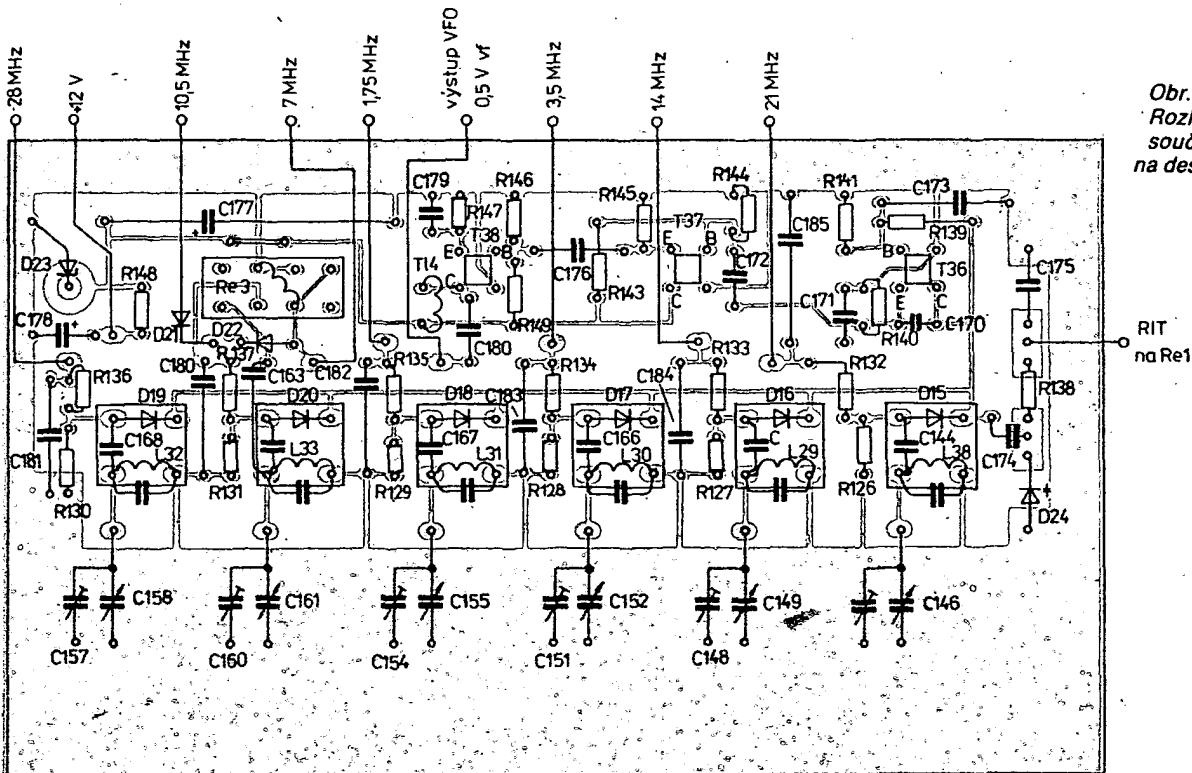 28 MHz
+12 V
10,5 MHz
7 MHz
1,75 MHz
výstup VFO
0,5 V vf
3,5 MHz
14 MHz
21 MHz
Obr.
Rozl
souč
na des
C177
C179
R147
R146
T38
E
B
C
R145
R144
T37
E
B
C
C185
R141
C173
R139
B
T36
E
C
C175
D23
R148
Re3
T14
C176
R143
C172
C171
R140
C170
C178
+
D21
D22
R149
RIT
na Re1
R136
C180
R137
C163
C182
R135
C180
R134
R133
R132
R138
C181
R130
D19
C168
L32
R131
D20
L33
R129
D18
C167
L31
C183
R128
D17
C166
L30
C184
R127
D16
C
L29
R126
D15
C144
L38
C174
D24
+
C158
C157
C161
C160
C155
C154
C152
C151
C149
C148
C146